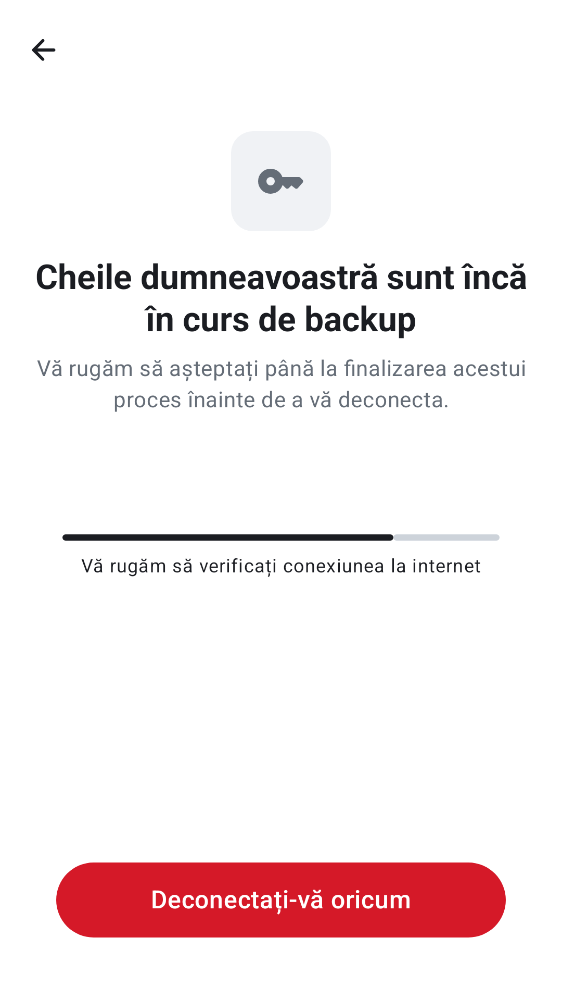 Cheile dumneavoastră sunt încă
în curs de backup
Vă rugăm să așteptați până la finalizarea acestui
proces înainte de a vă deconecta.
Vă rugăm să verificați conexiunea la internet
Deconectați-vă oricum